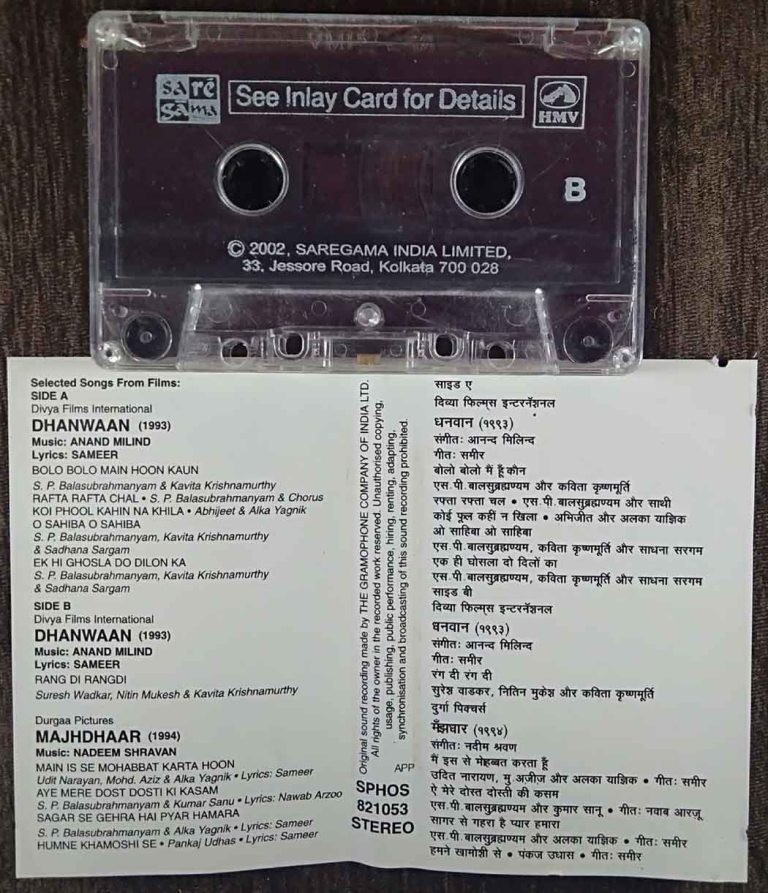 saRē
gama
See Inlay Card for Details
HMV
B
© 2002, SAREGAMA INDIA LIMITED,
33, Jessore Road, Kolkata 700 028
Selected Songs From Films:
SIDE A
Divya Films International
DHANWAAN (1993)
Music: ANAND MILIND
Lyrics: SAMEER
BOLO BOLO MAIN HOON KAUN
S. P. Balasubrahmanyam & Kavita Krishnamurthy
RAFTA RAFTA CHAL • S. P. Balasubrahmanyam & Chorus
KOI PHOOL KAHIN NA KHILA • Abhijeet & Alka Yagnik
O SAHIBA O SAHIBA
S. P. Balasubrahmanyam, Kavita Krishnamurthy
& Sadhana Sargam
EK HI GHOSLA DO DILON KA
S. P. Balasubrahmanyam, Kavita Krishnamurthy
& Sadhana Sargam
SIDE B
Divya Films International
DHANWAAN (1993)
Music: ANAND MILIND
Lyrics: SAMEER
RANG DI RANGDI
Suresh Wadkar, Nitin Mukesh & Kavita Krishnamurthy
Durgaa Pictures
MAJHDHAAR (1994)
Music: NADEEM SHRAVAN
MAIN IS SE MOHABBAT KARTA HOON
Udit Narayan, Mohd. Aziz & Alka Yagnik • Lyrics: Sameer
AYE MERE DOST DOSTI KI KASAM
S. P. Balasubrahmanyam & Kumar Sanu • Lyrics: Nawab Arzoo
SAGAR SE GEHRA HAI PYAR HAMARA
S. P. Balasubrahmanyam & Alka Yagnik • Lyrics: Sameer
HUMNE KHAMOSHI SE • Pankaj Udhas • Lyrics: Sameer
Original sound recording made by THE GRAMOPHONE COMPANY OF INDIA LTD.
All rights of the owner in the recorded work reserved. Unauthorised copying,
usage, publishing, public performance, hiring, renting, adapting,
synchronisation and broadcasting of this sound recording prohibited.
APP
SPHOS
821053
STEREO
साइड ए
दिव्या फिल्म्स इन्टरनॅशनल
धनवान (१९९३)
संगीतः आनन्द मिलिन्द
गीतः समीर
बोलो बोलो मैं हूँ कौन
एस.पी.बालसुब्रह्मण्यम और कविता कृष्णमूर्ति
रफ्ता रफ्ता चल • एस.पी.बालसुब्रह्मण्यम और साथी
कोई फूल कहीं न खिला • अभिजीत और अलका याज्ञिक
ओ साहिबा ओ साहिबा
एस.पी.बालसुब्रह्मण्यम, कविता कृष्णमूर्ति और साधना सरगम
एक ही घोसला दो दिलों का
एस.पी.बालसुब्रह्मण्यम, कविता कृष्णमूर्ति और साधना सरगम
साइड बी
दिव्या फिल्म्स इन्टरनॅशनल
धनवान (१९९३)
संगीतः आनन्द मिलिन्द
गीतः समीर
रंग दी रंग दी
सुरेश वाडकर, नितिन मुकेश और कविता कृष्णमूर्ति
दुर्गा पिक्चर्स
मँझधार (१९९४)
संगीतः नदीम श्रवण
मैं इस से मेहब्बत करता हूँ
उदित नारायण, मु.अज़ीज़ और अलका याज्ञिक • गीतः समीर
ऐ मेरे दोस्त दोस्ती की कसम
एस.पी.बालसुब्रह्मण्यम और कुमार सानू • गीतः नवाब आरज़ू
सागर से गहरा है प्यार हमारा
एस.पी.बालसुब्रह्मण्यम और अलका याज्ञिक • गीतः समीर
हमने खामोशी से • पंकज उधास • गीतः समीर